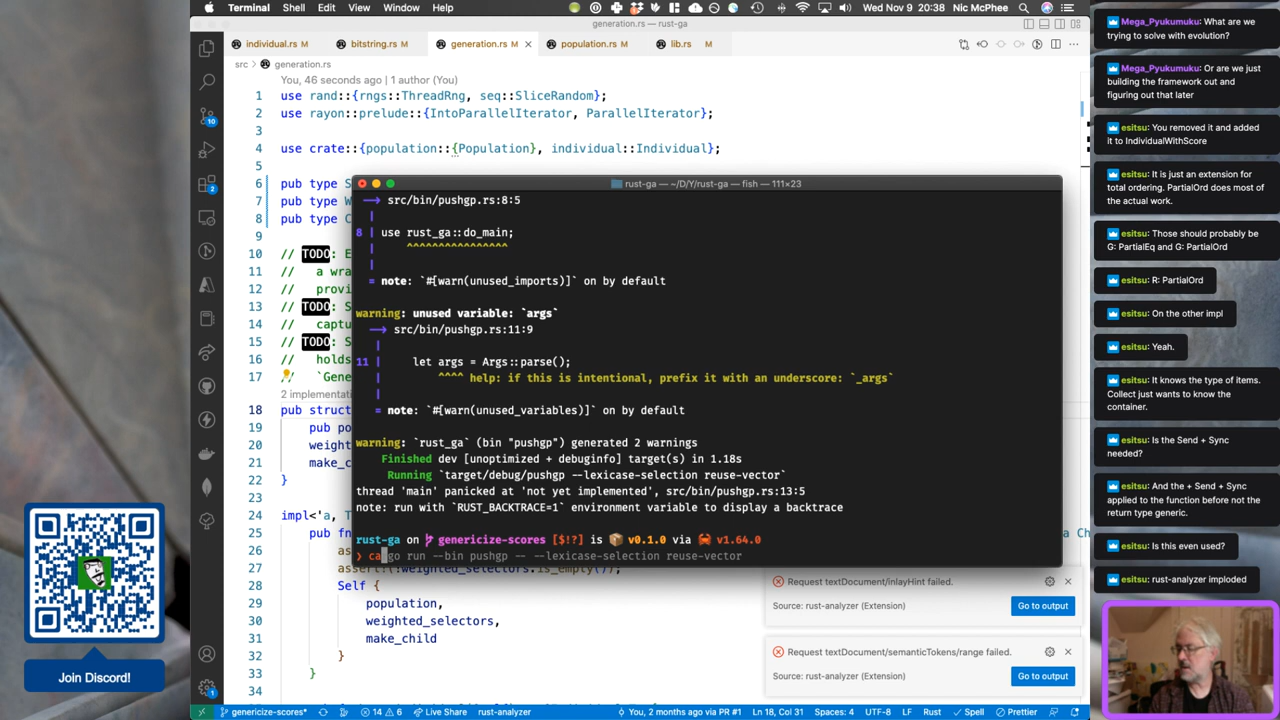 Terminal Shell Edit View Window Help
Wed Nov 9 20:38 Nic McPhee
generation.rs — rust-ga
individual.rs M
bitstring.rs M
generation.rs M
population.rs M
lib.rs M
src > generation.rs
You, 46 seconds ago | 1 author (You)
1 use rand::{rngs::ThreadRng, seq::SliceRandom};
2 use rayon::prelude::{IntoParallelIterator, ParallelIterator};
3
4 use crate::{population::{Population}, individual::Individual};
5
6 pub type S
7 pub type W
8 pub type C
9
10 // TODO: E
11 // a wra
12 // provi
13 // TODO: S
14 // captu
15 // TODO: S
16 // holds
17 // `Gene
2 implementa
18 pub struct
19 pub po
20 weight
21 make_c
22 }
23
24 impl<'a,
25 pub fn
26 as
27 assert!(!weighted_selectors.is_empty());
28 Self {
29 population,
30 weighted_selectors,
31 make_child
32 }
33 }
34
rust-ga — ~/D/Y/rust-ga — fish — 111×23
src/bin/pushgp.rs:8:5
|
8 | use rust_ga::do_main;
| ^^^^^^^^^^^^^^^^
|
= note: `#[warn(unused_imports)]` on by default
warning: unused variable: `args`
src/bin/pushgp.rs:11:9
|
11 | let args = Args::parse();
| ^^^^ help: if this is intentional, prefix it with an underscore: `_args`
|
= note: `#[warn(unused_variables)]` on by default
warning: `rust_ga` (bin "pushgp") generated 2 warnings
Finished dev [unoptimized + debuginfo] target(s) in 1.18s
Running `target/debug/pushgp --lexicase-selection reuse-vector`
thread 'main' panicked at 'not yet implemented', src/bin/pushgp.rs:13:5
note: run with `RUST_BACKTRACE=1` environment variable to display a backtrace
rust-ga on genericize-scores [$!?] is v0.1.0 via v1.64.0
❯ cargo run --bin pushgp -- --lexicase-selection reuse-vector
Request textDocument/inlayHint failed.
Source: rust-analyzer (Extension)
Go to output
Request textDocument/semanticTokens/range failed.
Source: rust-analyzer (Extension)
Go to output
genericize-scores* 14 6 Live Share rust-analyzer You, 2 months ago via PR #1 Ln 18, Col 31 Spaces: 4 UTF-8 LF Rust Spell Prettier
Join Discord!
Mega_Pyukumuku: What are we
trying to solve with evolution?
Mega_Pyukumuku: Or are we just
building the framework out and
figuring out that later
esitsu: You removed it and added
it to IndividualWithScore
esitsu: It is just an extension for
total ordering. PartialOrd does most of
the actual work.
esitsu: Those should probably be
G: PartialEq and G: PartialOrd
esitsu: R: PartialOrd
esitsu: On the other impl
esitsu: Yeah.
esitsu: It knows the type of items.
Collect just wants to know the
container.
esitsu: Is the Send + Sync
needed?
esitsu: And the + Send + Sync
applied to the function before not the
return type generic.
esitsu: Is this even used?
esitsu: rust-analyzer imploded